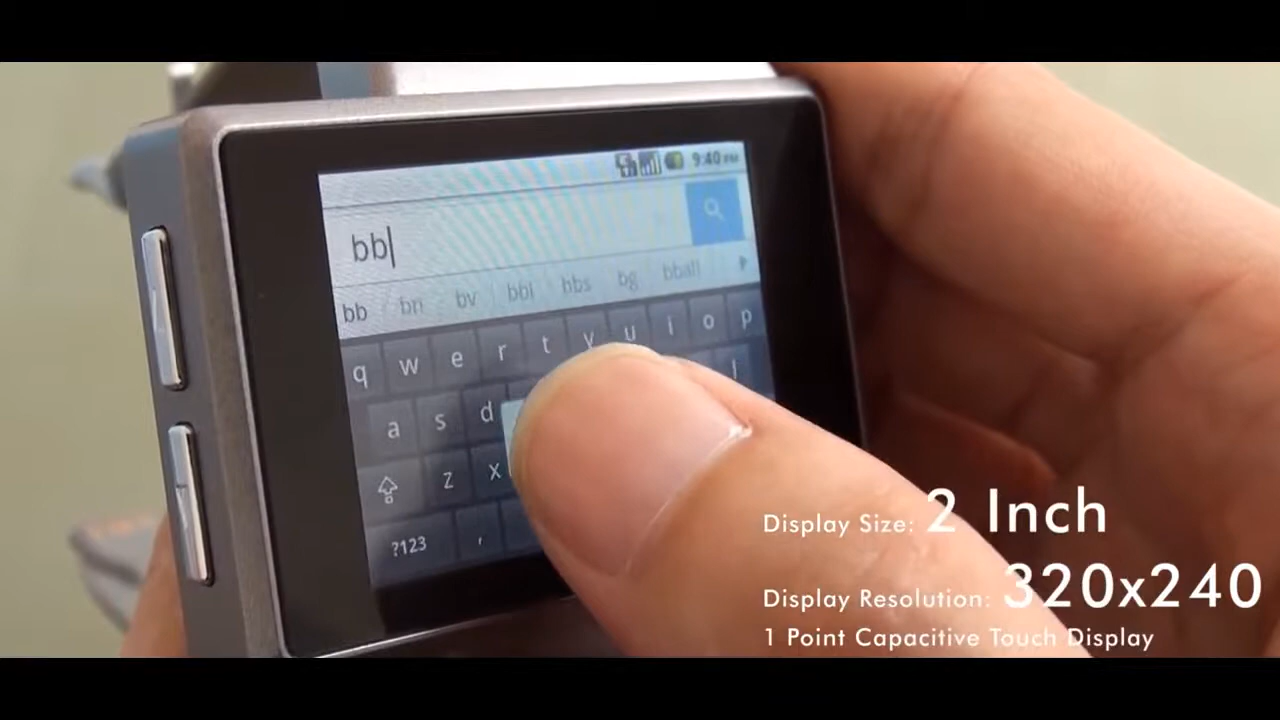 9:40 PM
bb
bb bn bv bbl bbs bg bball
q w e r t y u i o p
a s d l
z x
?123 ,
Display Size: 2 Inch
Display Resolution: 320x240
1 Point Capacitive Touch Display